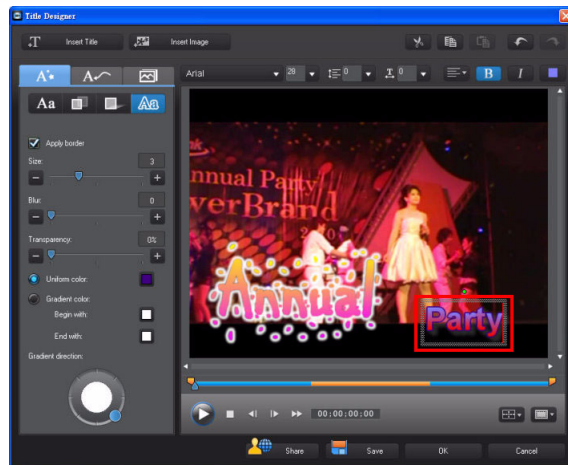 Title Designer
Insert Title
Insert Image
Arial
28
0
0
B
I
Aa
Aa
Apply border
Size:
3
Blur:
0
Transparency:
0%
Uniform color:
Gradient color:
Begin with:
End with:
Gradient direction:
nnual Party
verBrand
Annual
Party
00;00;00;00
Share
Save
OK
Cancel